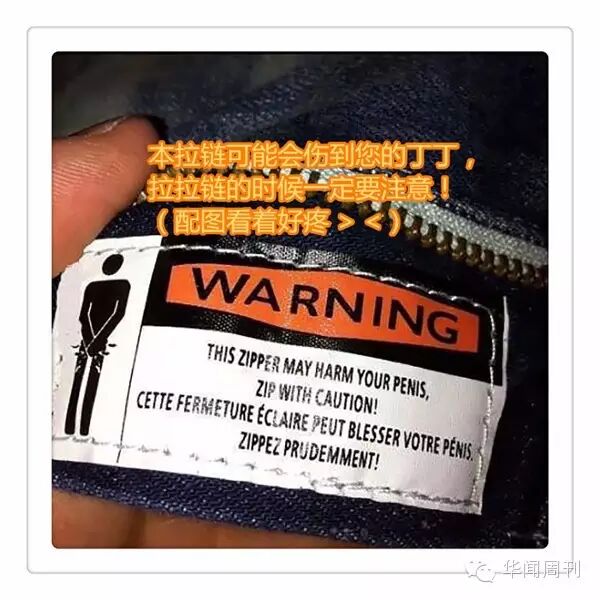 本拉链可能会伤到您的丁丁，
拉拉链的时候一定要注意！
（配图看着好疼＞＜）
WARNING
THIS ZIPPER MAY HARM YOUR PENIS,
ZIP WITH CAUTION!
CETTE FERMETURE ÉCLAIRE PEUT BLESSER VOTRE PÉNIS,
ZIPPEZ PRUDEMMENT!
华闻周刊